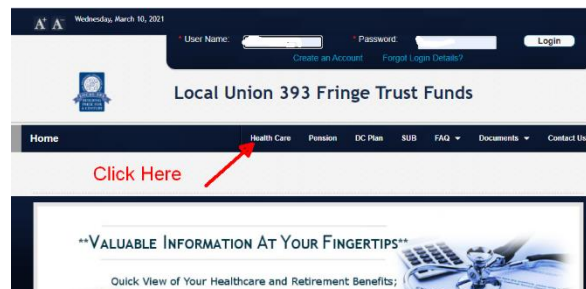 A+ A- Wednesday, March 10, 2021
* User Name: * Password: Login
Create an Account Forgot Login Details?
Local Union 393 Fringe Trust Funds
Home Health Care Pension DC Plan SUB FAQ Documents Contact Us
Click Here
**VALUABLE INFORMATION AT YOUR FINGERTIPS**
Quick View of Your Healthcare and Retirement Benefits;